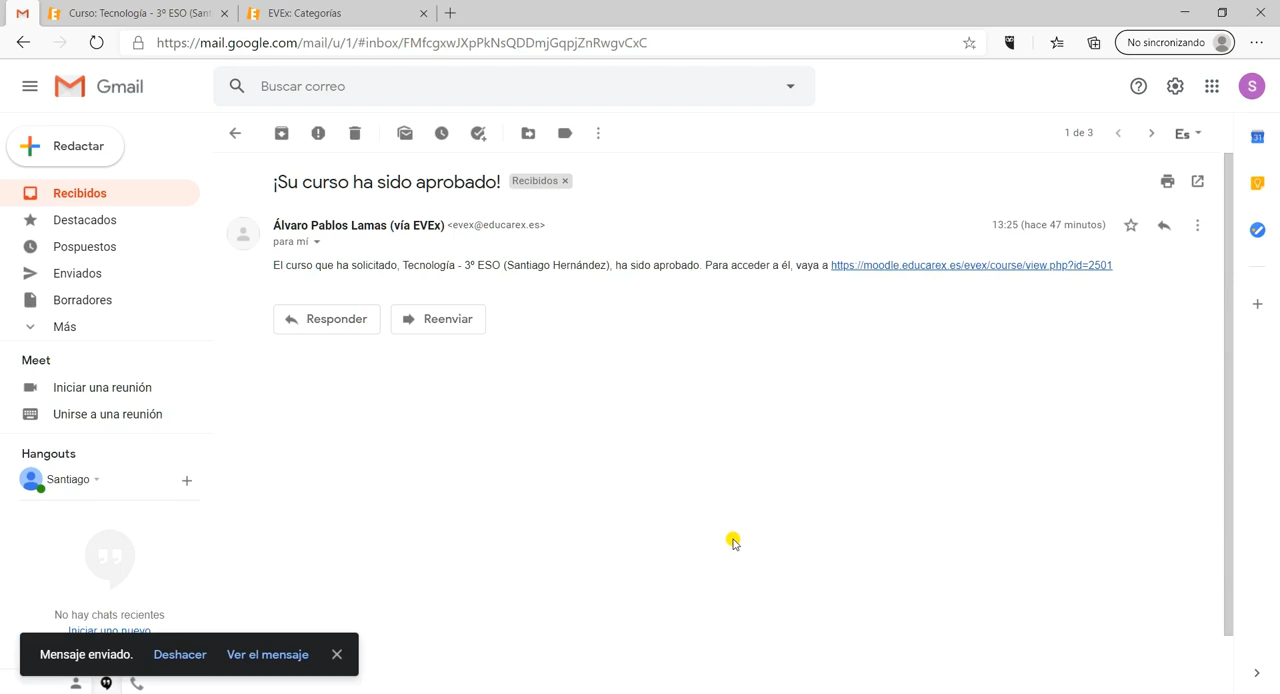 Curso: Tecnología - 3º ESO (Sant
EVEx: Categorías
https://mail.google.com/mail/u/1/#inbox/FMfcgxwJXpPkNsQDDmjGqpjZnRwgvCxC
No sincronizando
Gmail
Buscar correo
S
Redactar
1 de 3
Es
31
Recibidos
Destacados
Pospuestos
Enviados
Borradores
Más
¡Su curso ha sido aprobado!
Recibidos ×
Álvaro Pablos Lamas (vía EVEx) <evex@educarex.es>
13:25 (hace 47 minutos)
para mí
El curso que ha solicitado, Tecnología - 3º ESO (Santiago Hernández), ha sido aprobado. Para acceder a él, vaya a https://moodle.educarex.es/evex/course/view.php?id=2501
Responder
Reenviar
Meet
Iniciar una reunión
Unirse a una reunión
Hangouts
Santiago
No hay chats recientes
Iniciar uno nuevo
Mensaje enviado.
Deshacer
Ver el mensaje